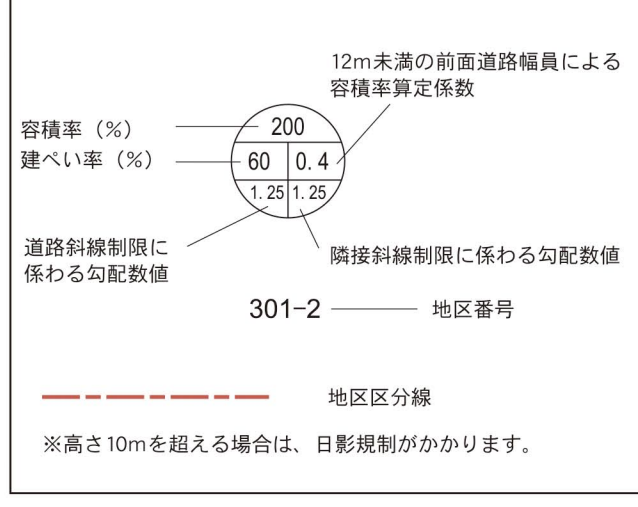 12m未満の前面道路幅員による
容積率算定係数
容積率（%）
200
建ぺい率（%）
60
0.4
1.25
1.25
道路斜線制限に
係わる勾配数値
隣接斜線制限に係わる勾配数値
301-2
地区番号
地区区分線
※高さ10mを超える場合は、日影規制がかかります。